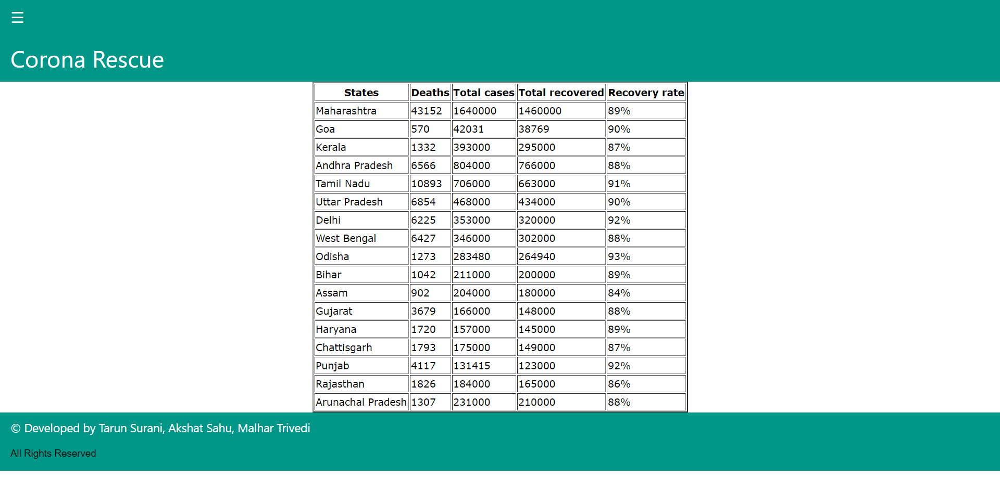 ☰
Corona Rescue
States Deaths Total cases Total recovered Recovery rate
Maharashtra 43152 1640000 1460000 89%
Goa 570 42031 38769 90%
Kerala 1332 393000 295000 87%
Andhra Pradesh 6566 804000 766000 88%
Tamil Nadu 10893 706000 663000 91%
Uttar Pradesh 6854 468000 434000 90%
Delhi 6225 353000 320000 92%
West Bengal 6427 346000 302000 88%
Odisha 1273 283480 264940 93%
Bihar 1042 211000 200000 89%
Assam 902 204000 180000 84%
Gujarat 3679 166000 148000 88%
Haryana 1720 157000 145000 89%
Chattisgarh 1793 175000 149000 87%
Punjab 4117 131415 123000 92%
Rajasthan 1826 184000 165000 86%
Arunachal Pradesh 1307 231000 210000 88%
© Developed by Tarun Surani, Akshat Sahu, Malhar Trivedi
All Rights Reserved